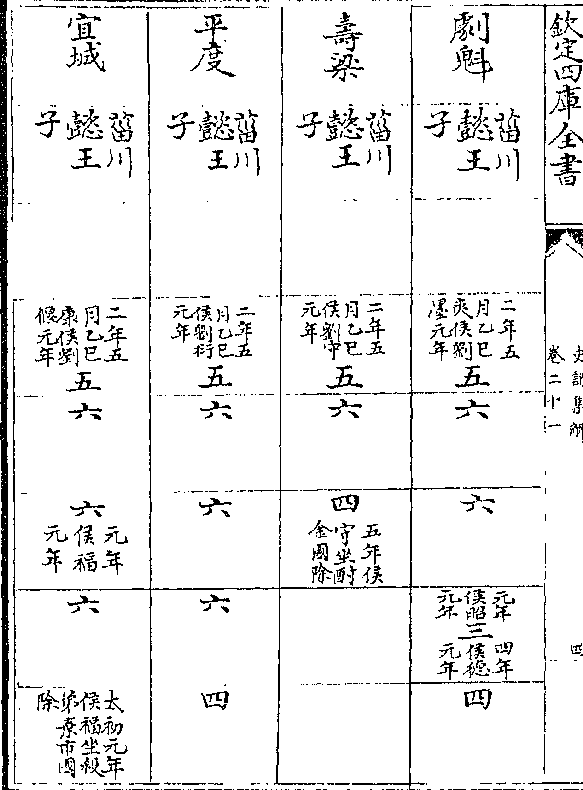 欽定四庫全書
史記集解
卷二十一
四
劇魁
菑川
懿王
子
二年五
月乙巳
夷侯劉
墨元年
五
六
六
元年
侯昭
元年
三
四年
侯德
元年
四
壽梁
菑川
懿王
子
二年五
月乙巳
侯劉守
元年
五
六
四
五年侯
守坐酎
金國除
平度
菑川
懿王
子
二年五
月乙巳
侯劉衍
元年
五
六
六
六
四
宜城
菑川
懿王
子
二年五
月乙巳
康侯劉
偃元年
五
六
六
元年
侯福
元年
六
太初元年
侯福坐殺
弟棄市國
除